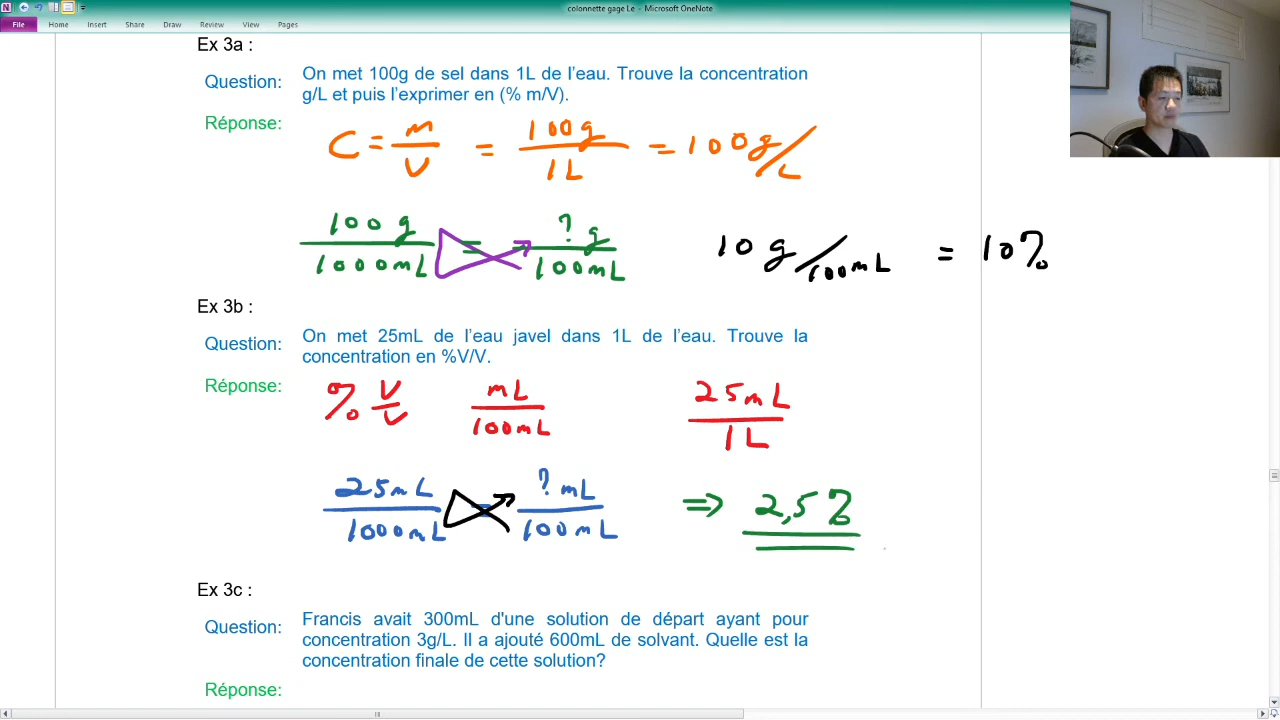 colonnette gage Le - Microsoft OneNote
File Home Insert Share Draw Review View Pages
Ex 3a :
Question: On met 100g de sel dans 1L de l'eau. Trouve la concentration
g/L et puis l'exprimer en (% m/V).
Réponse:
C = m/V = 100g/1L = 100g/L
100g/1000mL = ?g/100mL 10g/100mL = 10%
Ex 3b :
Question: On met 25mL de l'eau javel dans 1L de l'eau. Trouve la
concentration en %V/V.
Réponse:
% V/V mL/100mL 25mL/1L
25mL/1000mL = ?mL/100mL => 2,5%
Ex 3c :
Question: Francis avait 300mL d'une solution de départ ayant pour
concentration 3g/L. Il a ajouté 600mL de solvant. Quelle est la
concentration finale de cette solution?
Réponse: